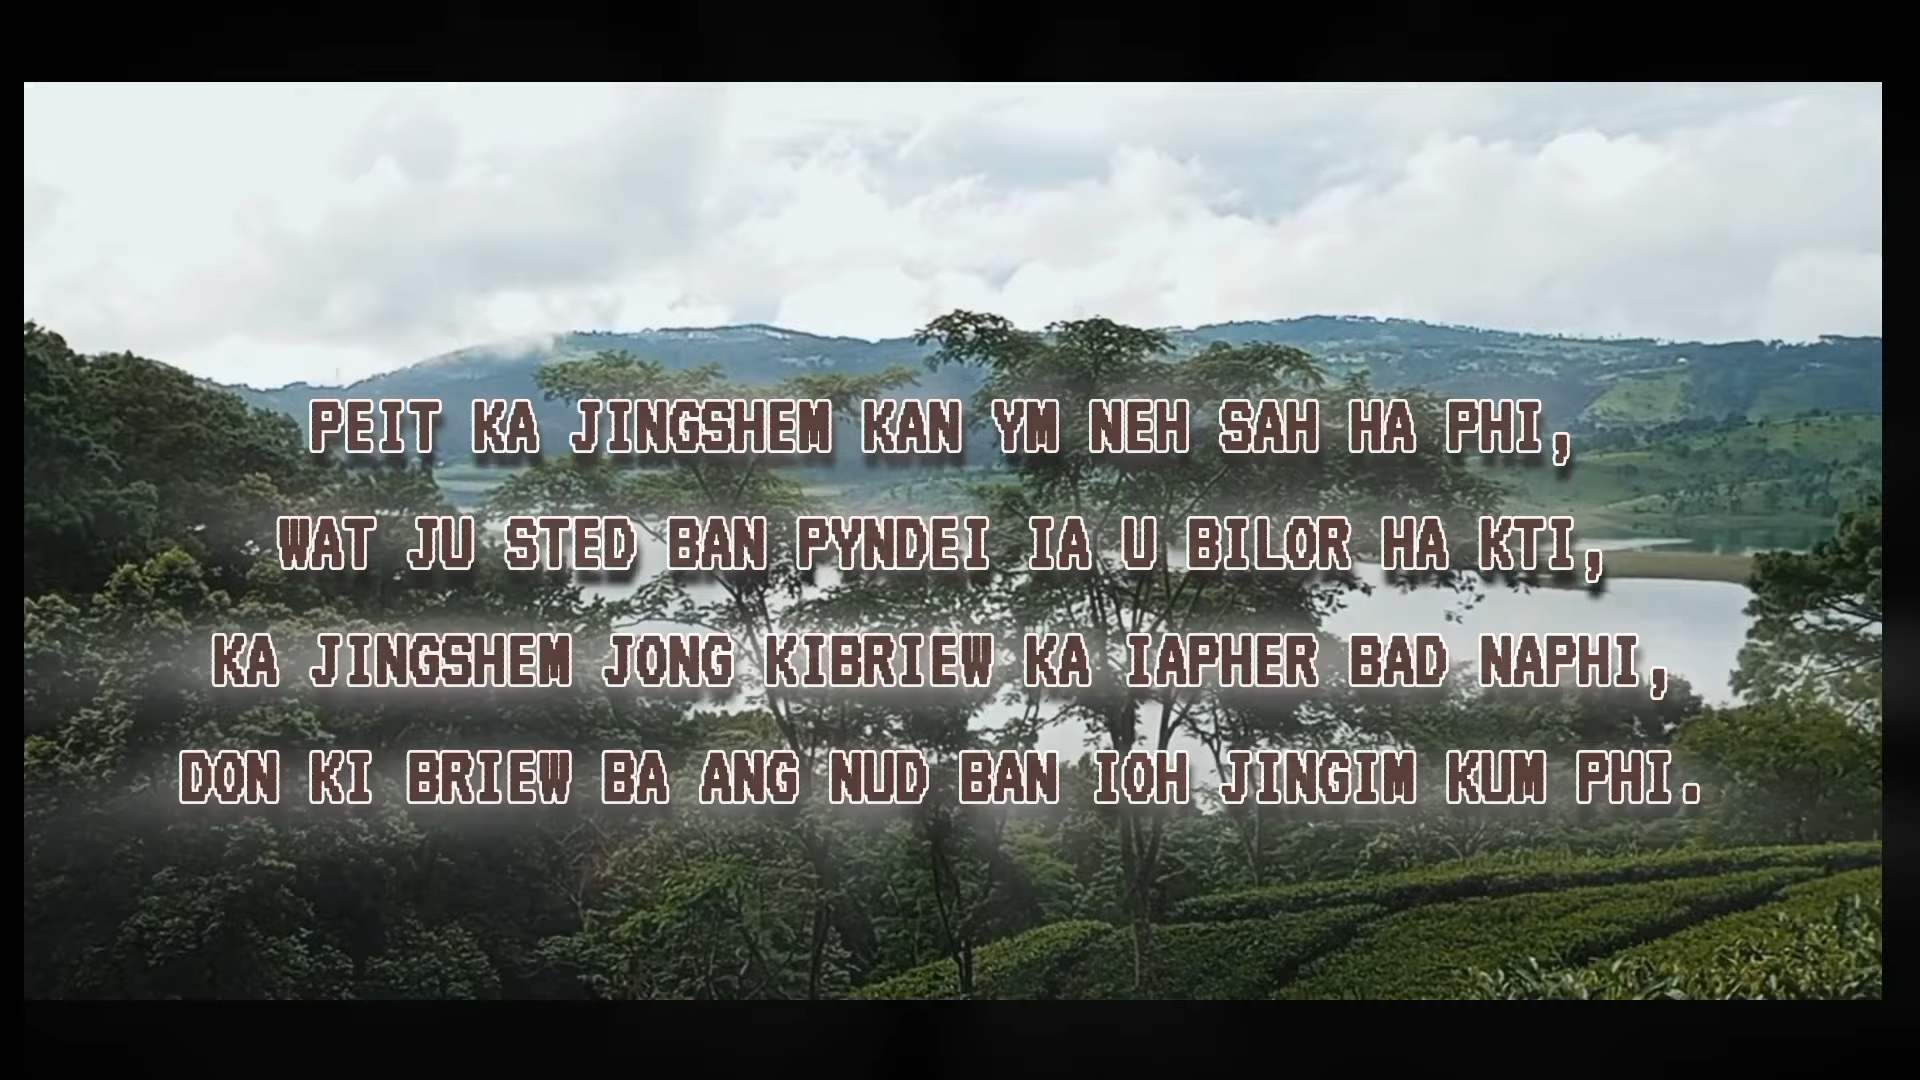 PEIT KA JINGSHEM KAN YM NEH SAH HA PHI,
WAT JU STED BAN PYNDEI IA U BILOR HA KTI,
KA JINGSHEM JONG KIBRIEW KA IAPHER BAD NAPHI,
DON KI BRIEW BA ANG NUD BAN IOH JINGIM KUM PHI.